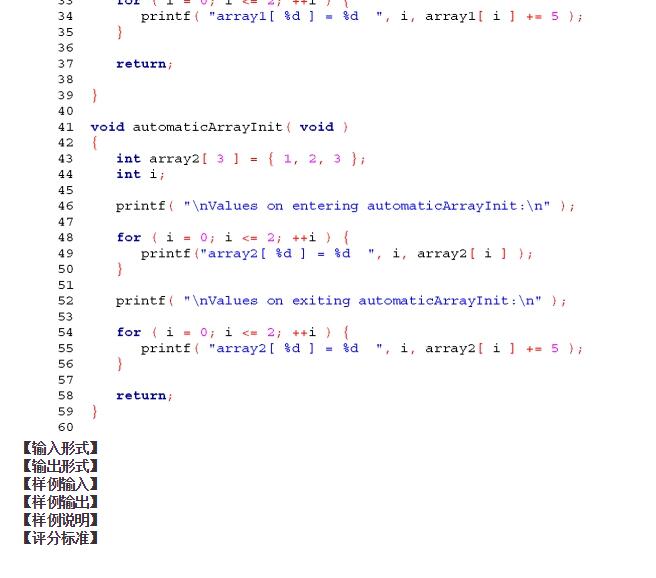 33 for ( i = 0; i <= 2; ++i ) {
34 printf( "array1[ %d ] = %d  ", i, array1[ i ] += 5 );
35 }
36
37 return;
38
39 }
40
41 void automaticArrayInit( void )
42 {
43 int array2[ 3 ] = { 1, 2, 3 };
44 int i;
45
46 printf( "\nValues on entering automaticArrayInit:\n" );
47
48 for ( i = 0; i <= 2; ++i ) {
49 printf("array2[ %d ] = %d  ", i, array2[ i ] );
50 }
51
52 printf( "\nValues on exiting automaticArrayInit:\n" );
53
54 for ( i = 0; i <= 2; ++i ) {
55 printf( "array2[ %d ] = %d  ", i, array2[ i ] += 5 );
56 }
57
58 return;
59 }
60
【输入形式】
【输出形式】
【样例输入】
【样例输出】
【样例说明】
【评分标准】